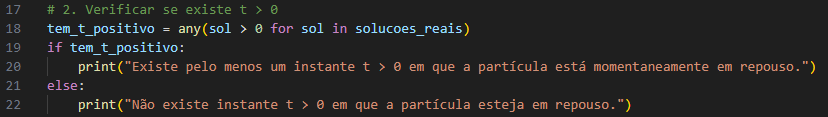 17 # 2. Verificar se existe t > 0
18 tem_t_positivo = any(sol > 0 for sol in solucoes_reais)
19 if tem_t_positivo:
20     print("Existe pelo menos um instante t > 0 em que a partícula está momentaneamente em repouso.")
21 else:
22     print("Não existe instante t > 0 em que a partícula esteja em repouso.")